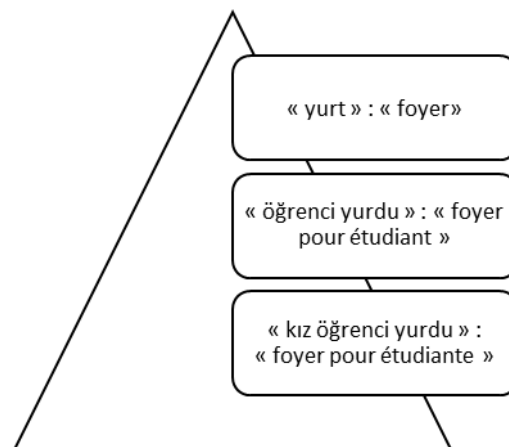 « yurt » : « foyer»
« öğrenci yurdu » : « foyer
pour étudiant »
« kız öğrenci yurdu » :
« foyer pour étudiante »